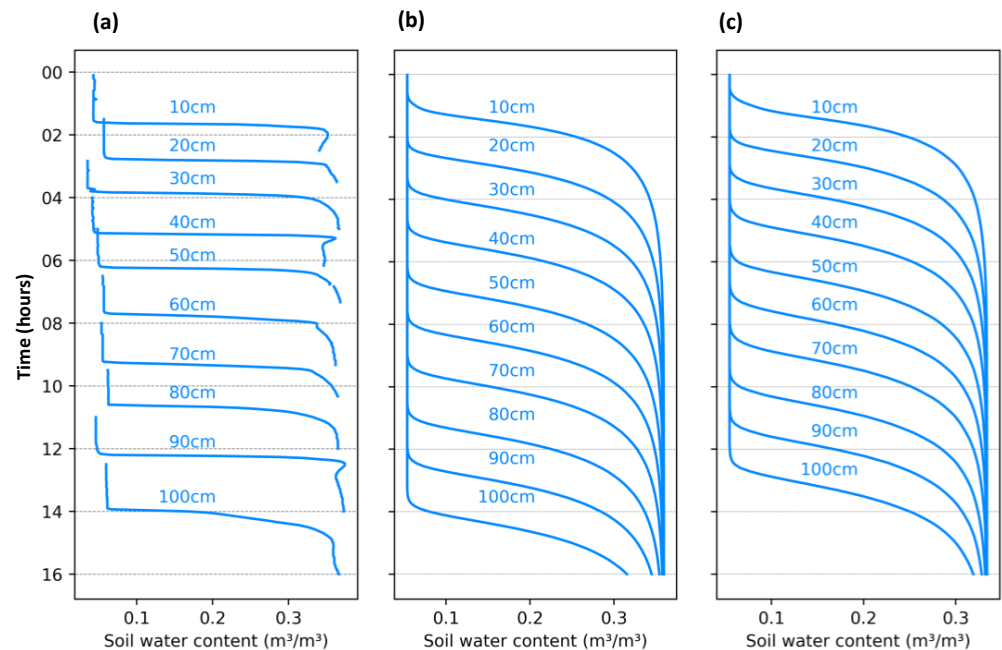 (a)
(b)
(c)
Time (hours)
00
02
04
06
08
10
12
14
16
10cm
20cm
30cm
40cm
50cm
60cm
70cm
80cm
90cm
100cm
0.1 0.2 0.3
Soil water content (m³/m³)
10cm
20cm
30cm
40cm
50cm
60cm
70cm
80cm
90cm
100cm
0.1 0.2 0.3
Soil water content (m³/m³)
10cm
20cm
30cm
40cm
50cm
60cm
70cm
80cm
90cm
100cm
0.1 0.2 0.3
Soil water content (m³/m³)